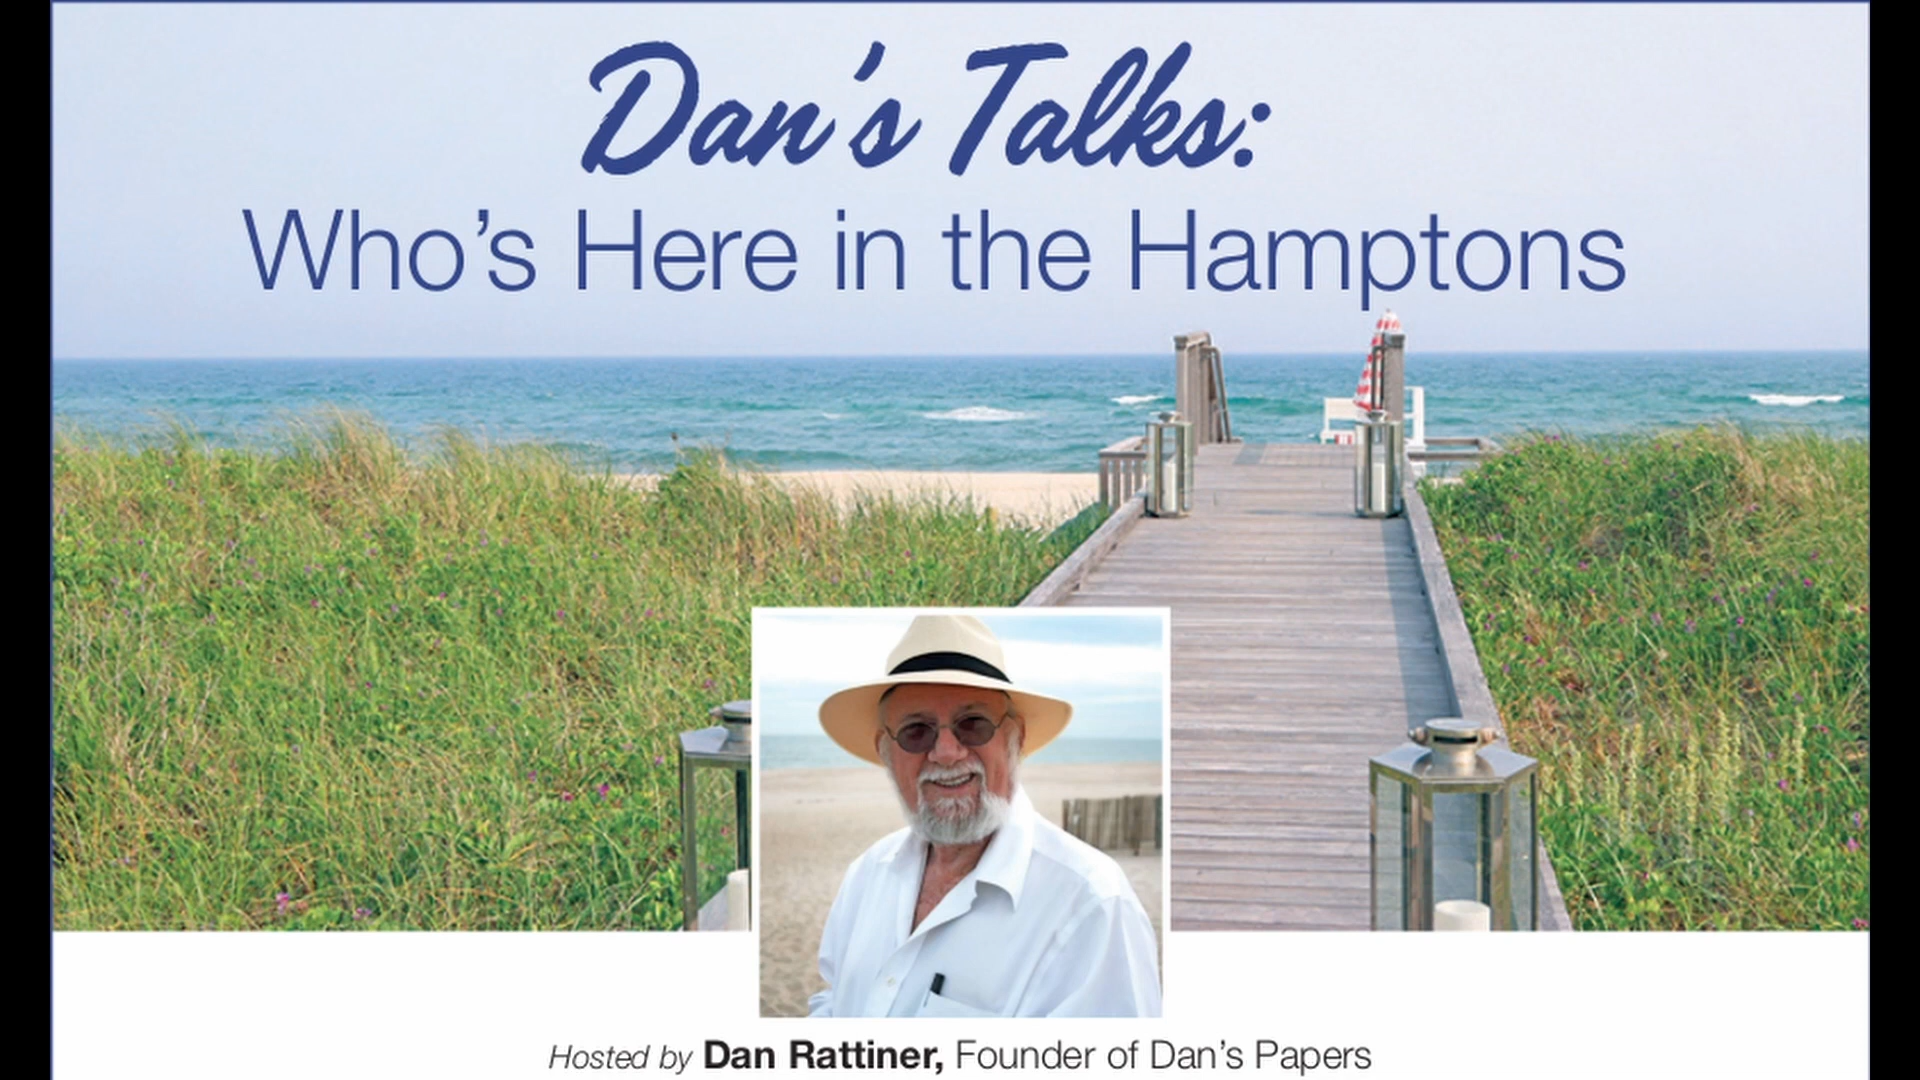 Dan's Talks:
Who's Here in the Hamptons
Hosted by Dan Rattiner, Founder of Dan's Papers